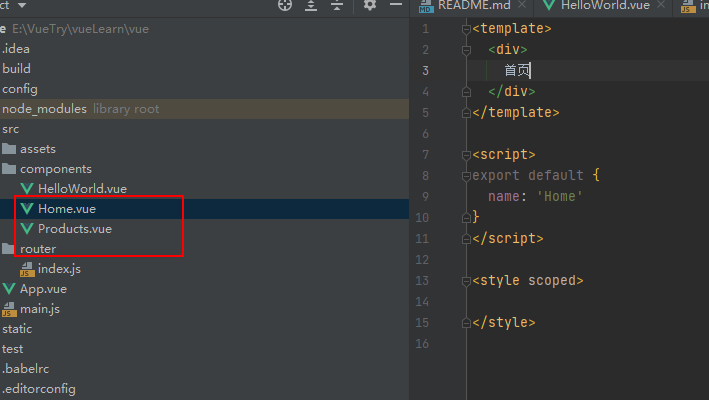 ct
README.md
HelloWorld.vue
in
e E:\VueTry\vueLearn\vue
.idea
build
config
node_modules library root
src
assets
components
HelloWorld.vue
Home.vue
Products.vue
router
index.js
App.vue
main.js
static
test
.babelrc
.editorconfig
1 <template>
2 <div>
3 首页
4 </div>
5 </template>
6
7 <script>
8 export default {
9 name: 'Home'
10 }
11 </script>
12
13 <style scoped>
14
15 </style>
16